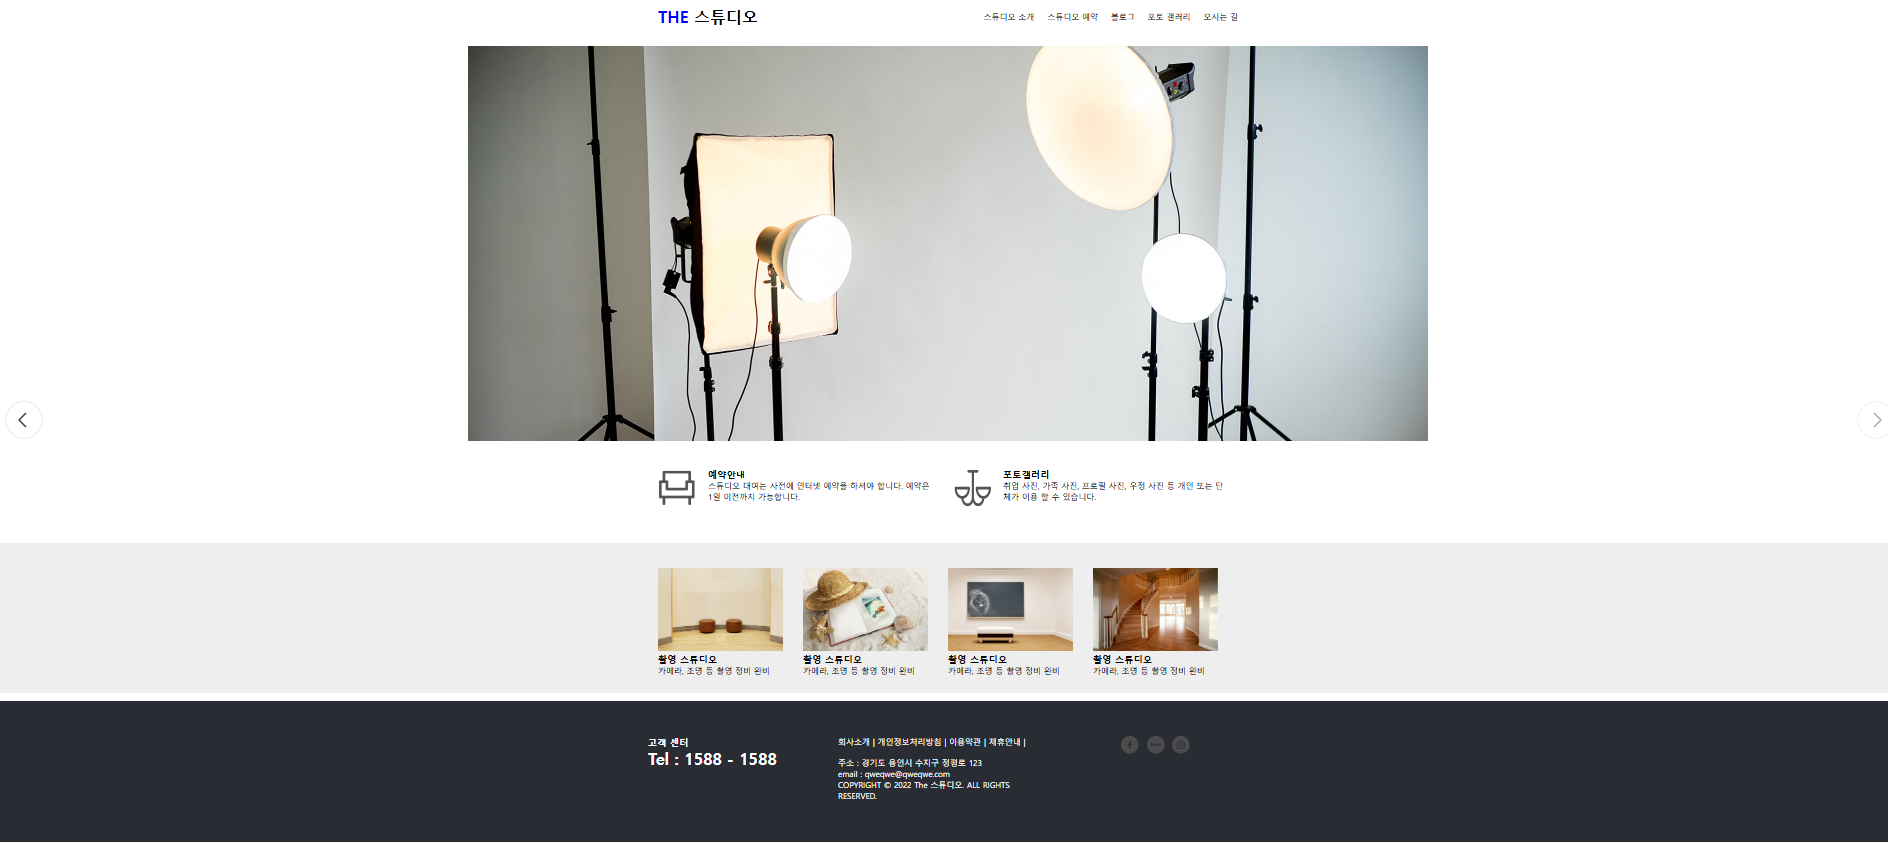 THE 스튜디오
스튜디오 소개 스튜디오 예약 블로그 포토 갤러리 오시는 길
예약안내
스튜디오 대여는 사전에 인터넷 예약을 하셔야 합니다. 예약은
1일 이전까지 가능합니다.
포토갤러리
취업 사진, 가족 사진, 프로필 사진, 우정 사진 등 개인 또는 단
체가 이용 할 수 있습니다.
촬영 스튜디오
카메라, 조명 등 촬영 장비 완비
촬영 스튜디오
카메라, 조명 등 촬영 장비 완비
촬영 스튜디오
카메라, 조명 등 촬영 장비 완비
촬영 스튜디오
카메라, 조명 등 촬영 장비 완비
고객 센터
Tel : 1588 - 1588
회사소개 | 개인정보처리방침 | 이용약관 | 제휴안내 |
주소 : 경기도 용인시 수지구 정평로 123
email : qweqwe@qweqwe.com
COPYRIGHT © 2022 The 스튜디오. ALL RIGHTS
RESERVED.